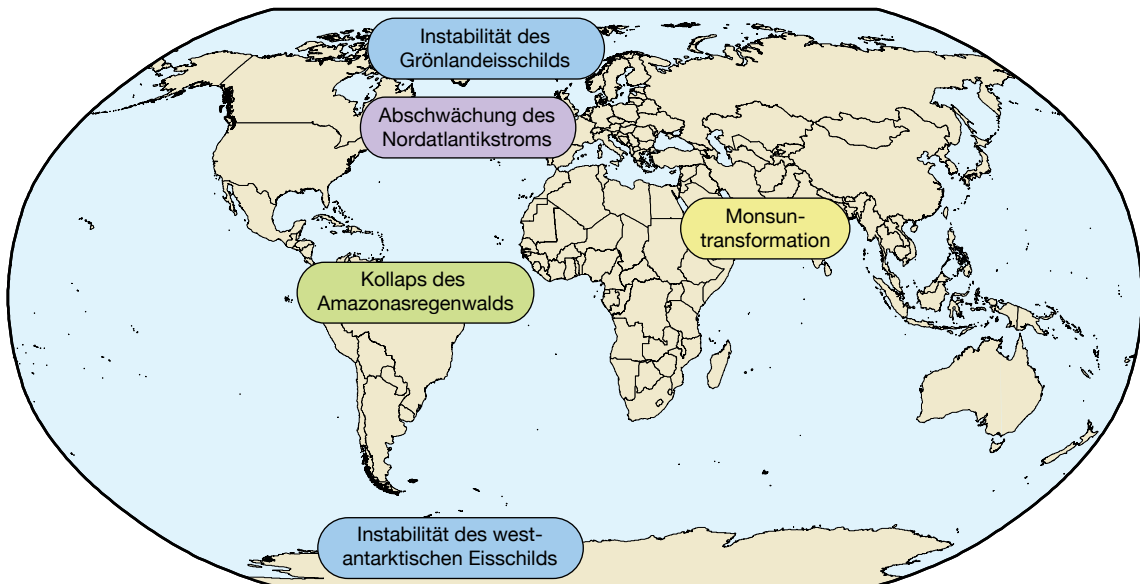 Instabilität des
Grönlandeisschilds
Abschwächung des
Nordatlantikstroms
Monsun-
transformation
Kollaps des
Amazonasregenwalds
Instabilität des west-
antarktischen Eisschilds